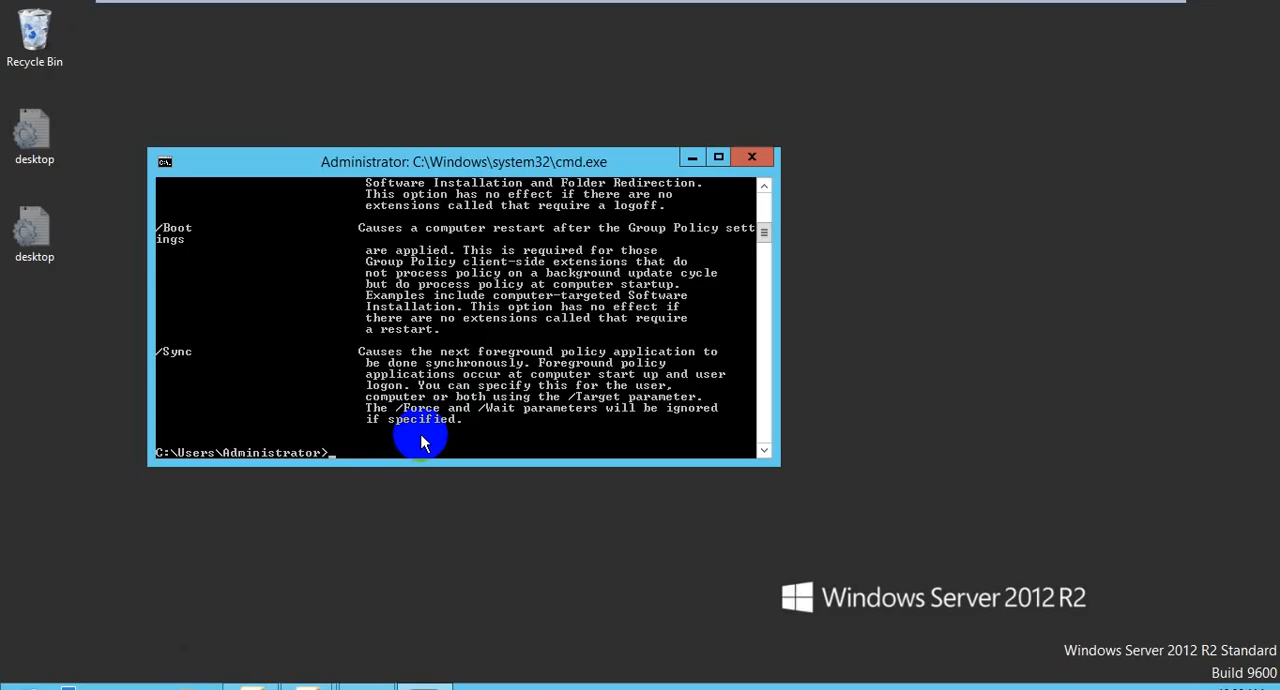 Recycle Bin
desktop
desktop
Administrator: C:\Windows\system32\cmd.exe
Software Installation and Folder Redirection.
This option has no effect if there are no
extensions called that require a logoff.
/Boot Causes a computer restart after the Group Policy sett
ings
are applied. This is required for those
Group Policy client-side extensions that do
not process policy on a background update cycle
but do process policy at computer startup.
Examples include computer-targeted Software
Installation. This option has no effect if
there are no extensions called that require
a restart.
/Sync Causes the next foreground policy application to
be done synchronously. Foreground policy
applications occur at computer start up and user
logon. You can specify this for the user,
computer or both using the /Target parameter.
The /Force and /Wait parameters will be ignored
if specified.
C:\Users\Administrator>_
Windows Server 2012 R2
Windows Server 2012 R2 Standard
Build 9600